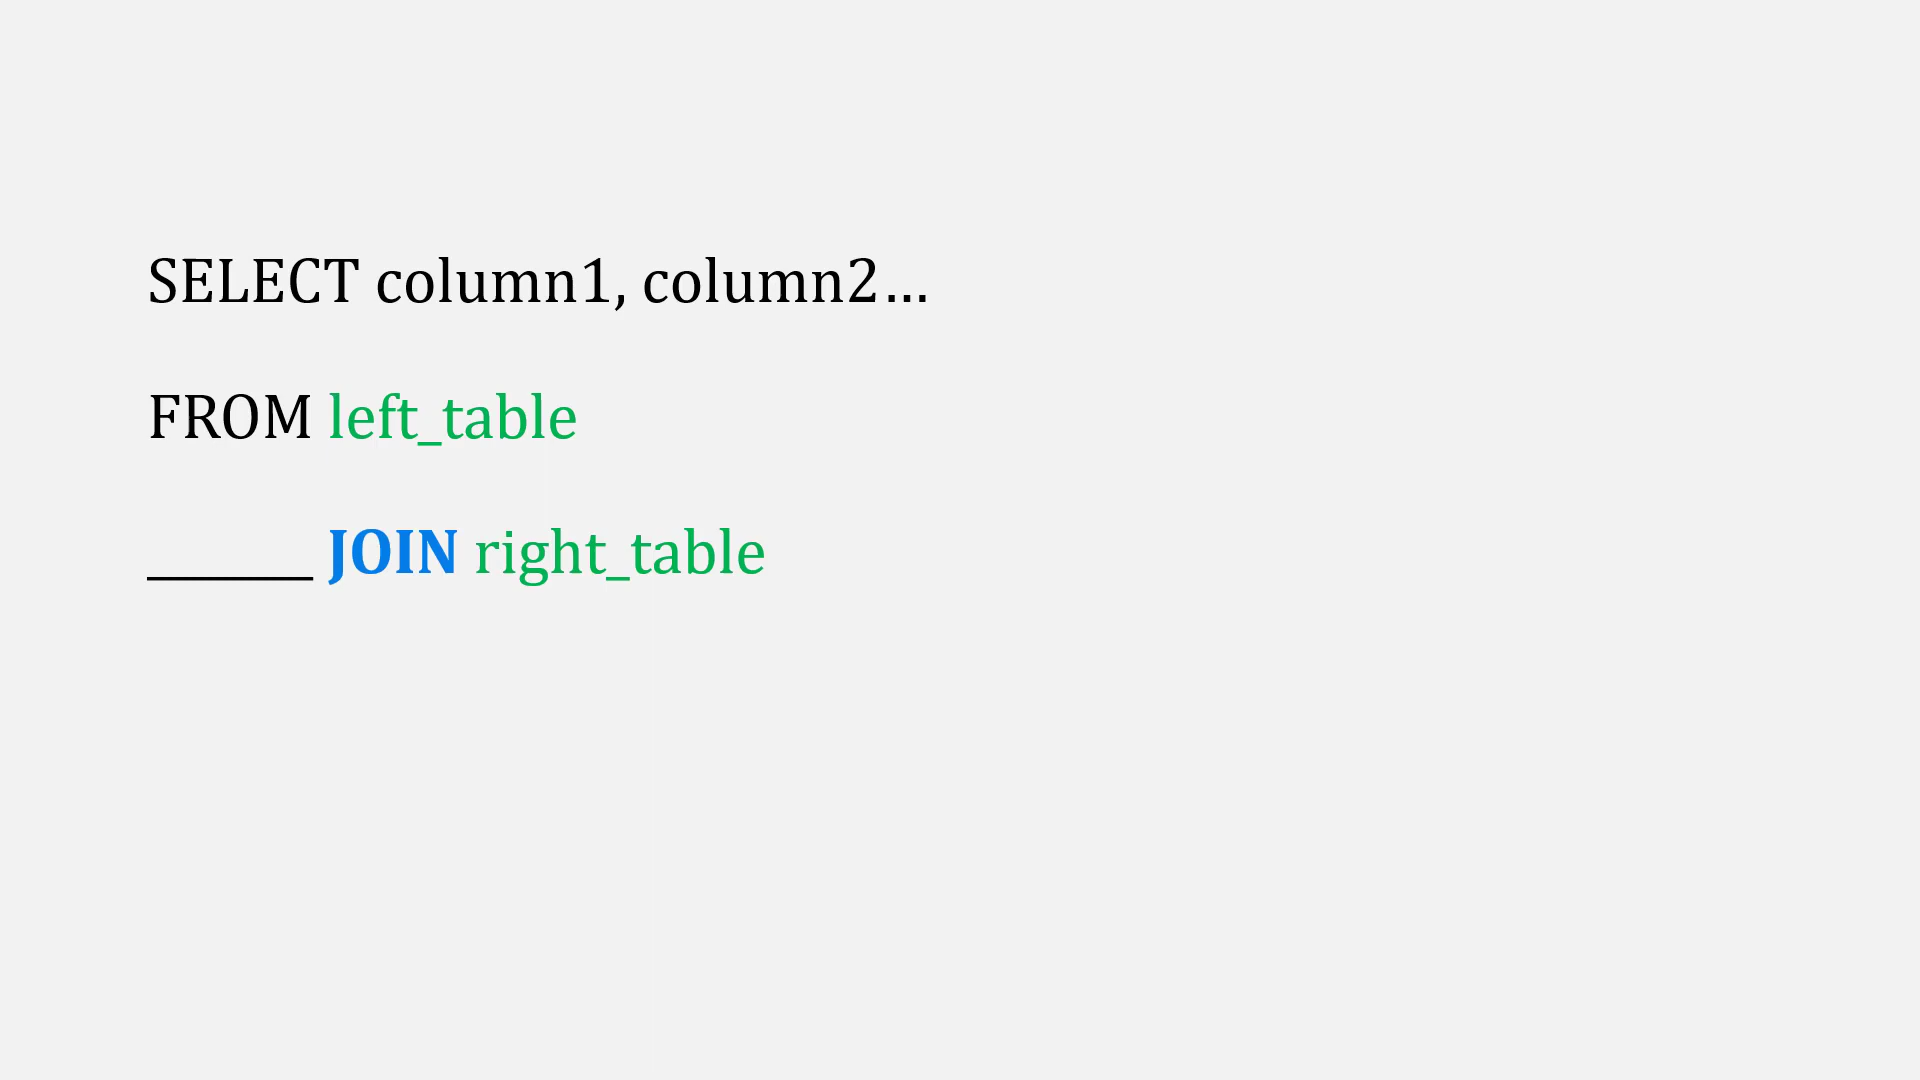 SELECT column1, column2…
FROM left_table
_______ JOIN right_table